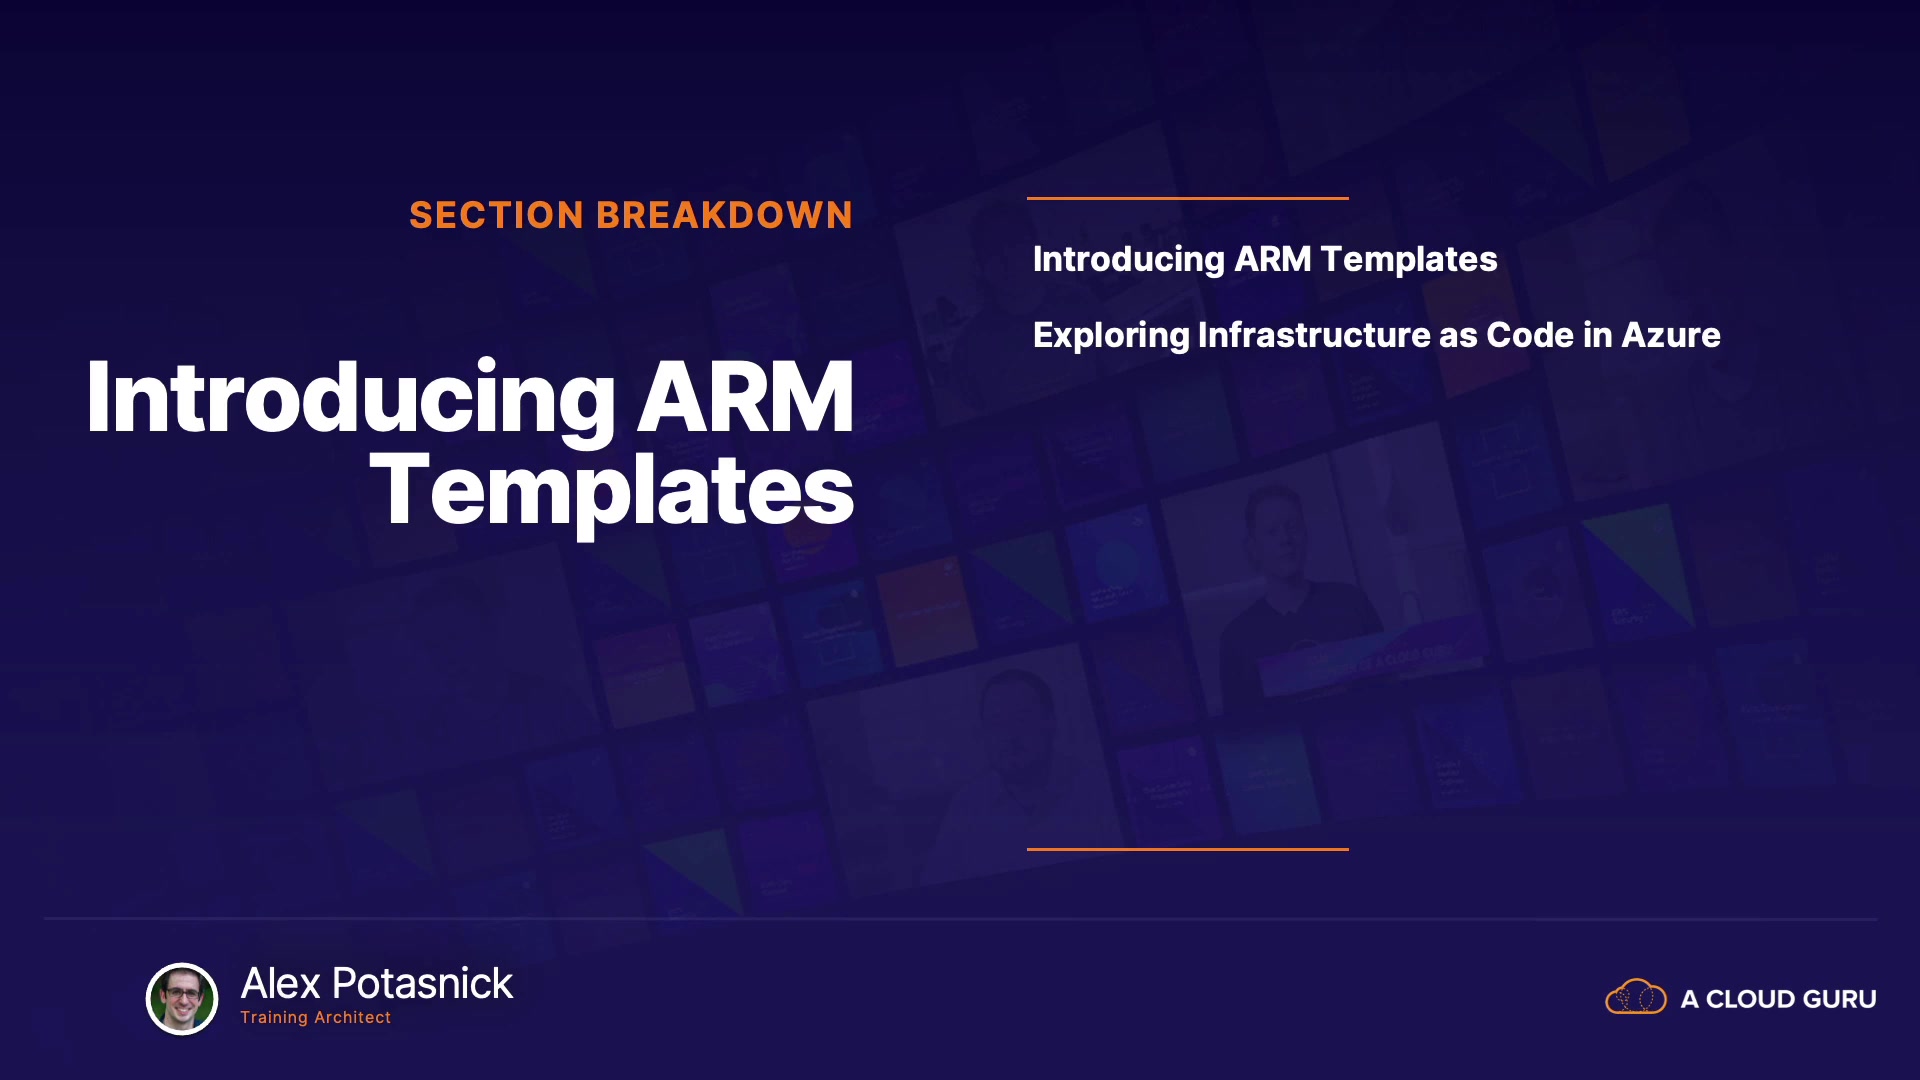 SECTION BREAKDOWN
Introducing ARM
Templates
Introducing ARM Templates
Exploring Infrastructure as Code in Azure
Alex Potasnick
Training Architect
A CLOUD GURU